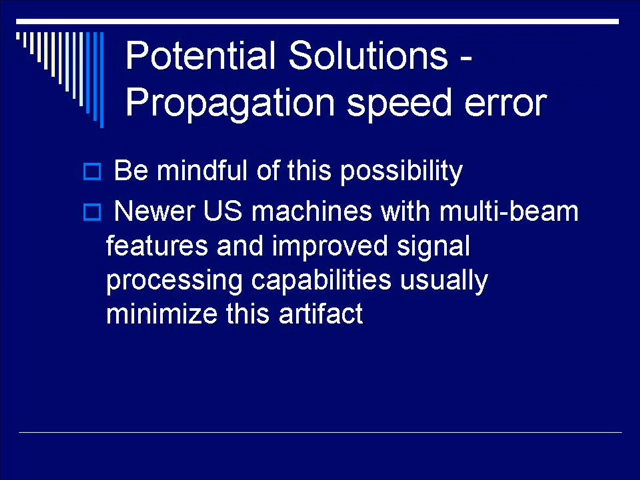 Potential Solutions -
Propagation speed error
Be mindful of this possibility
Newer US machines with multi-beam
features and improved signal
processing capabilities usually
minimize this artifact